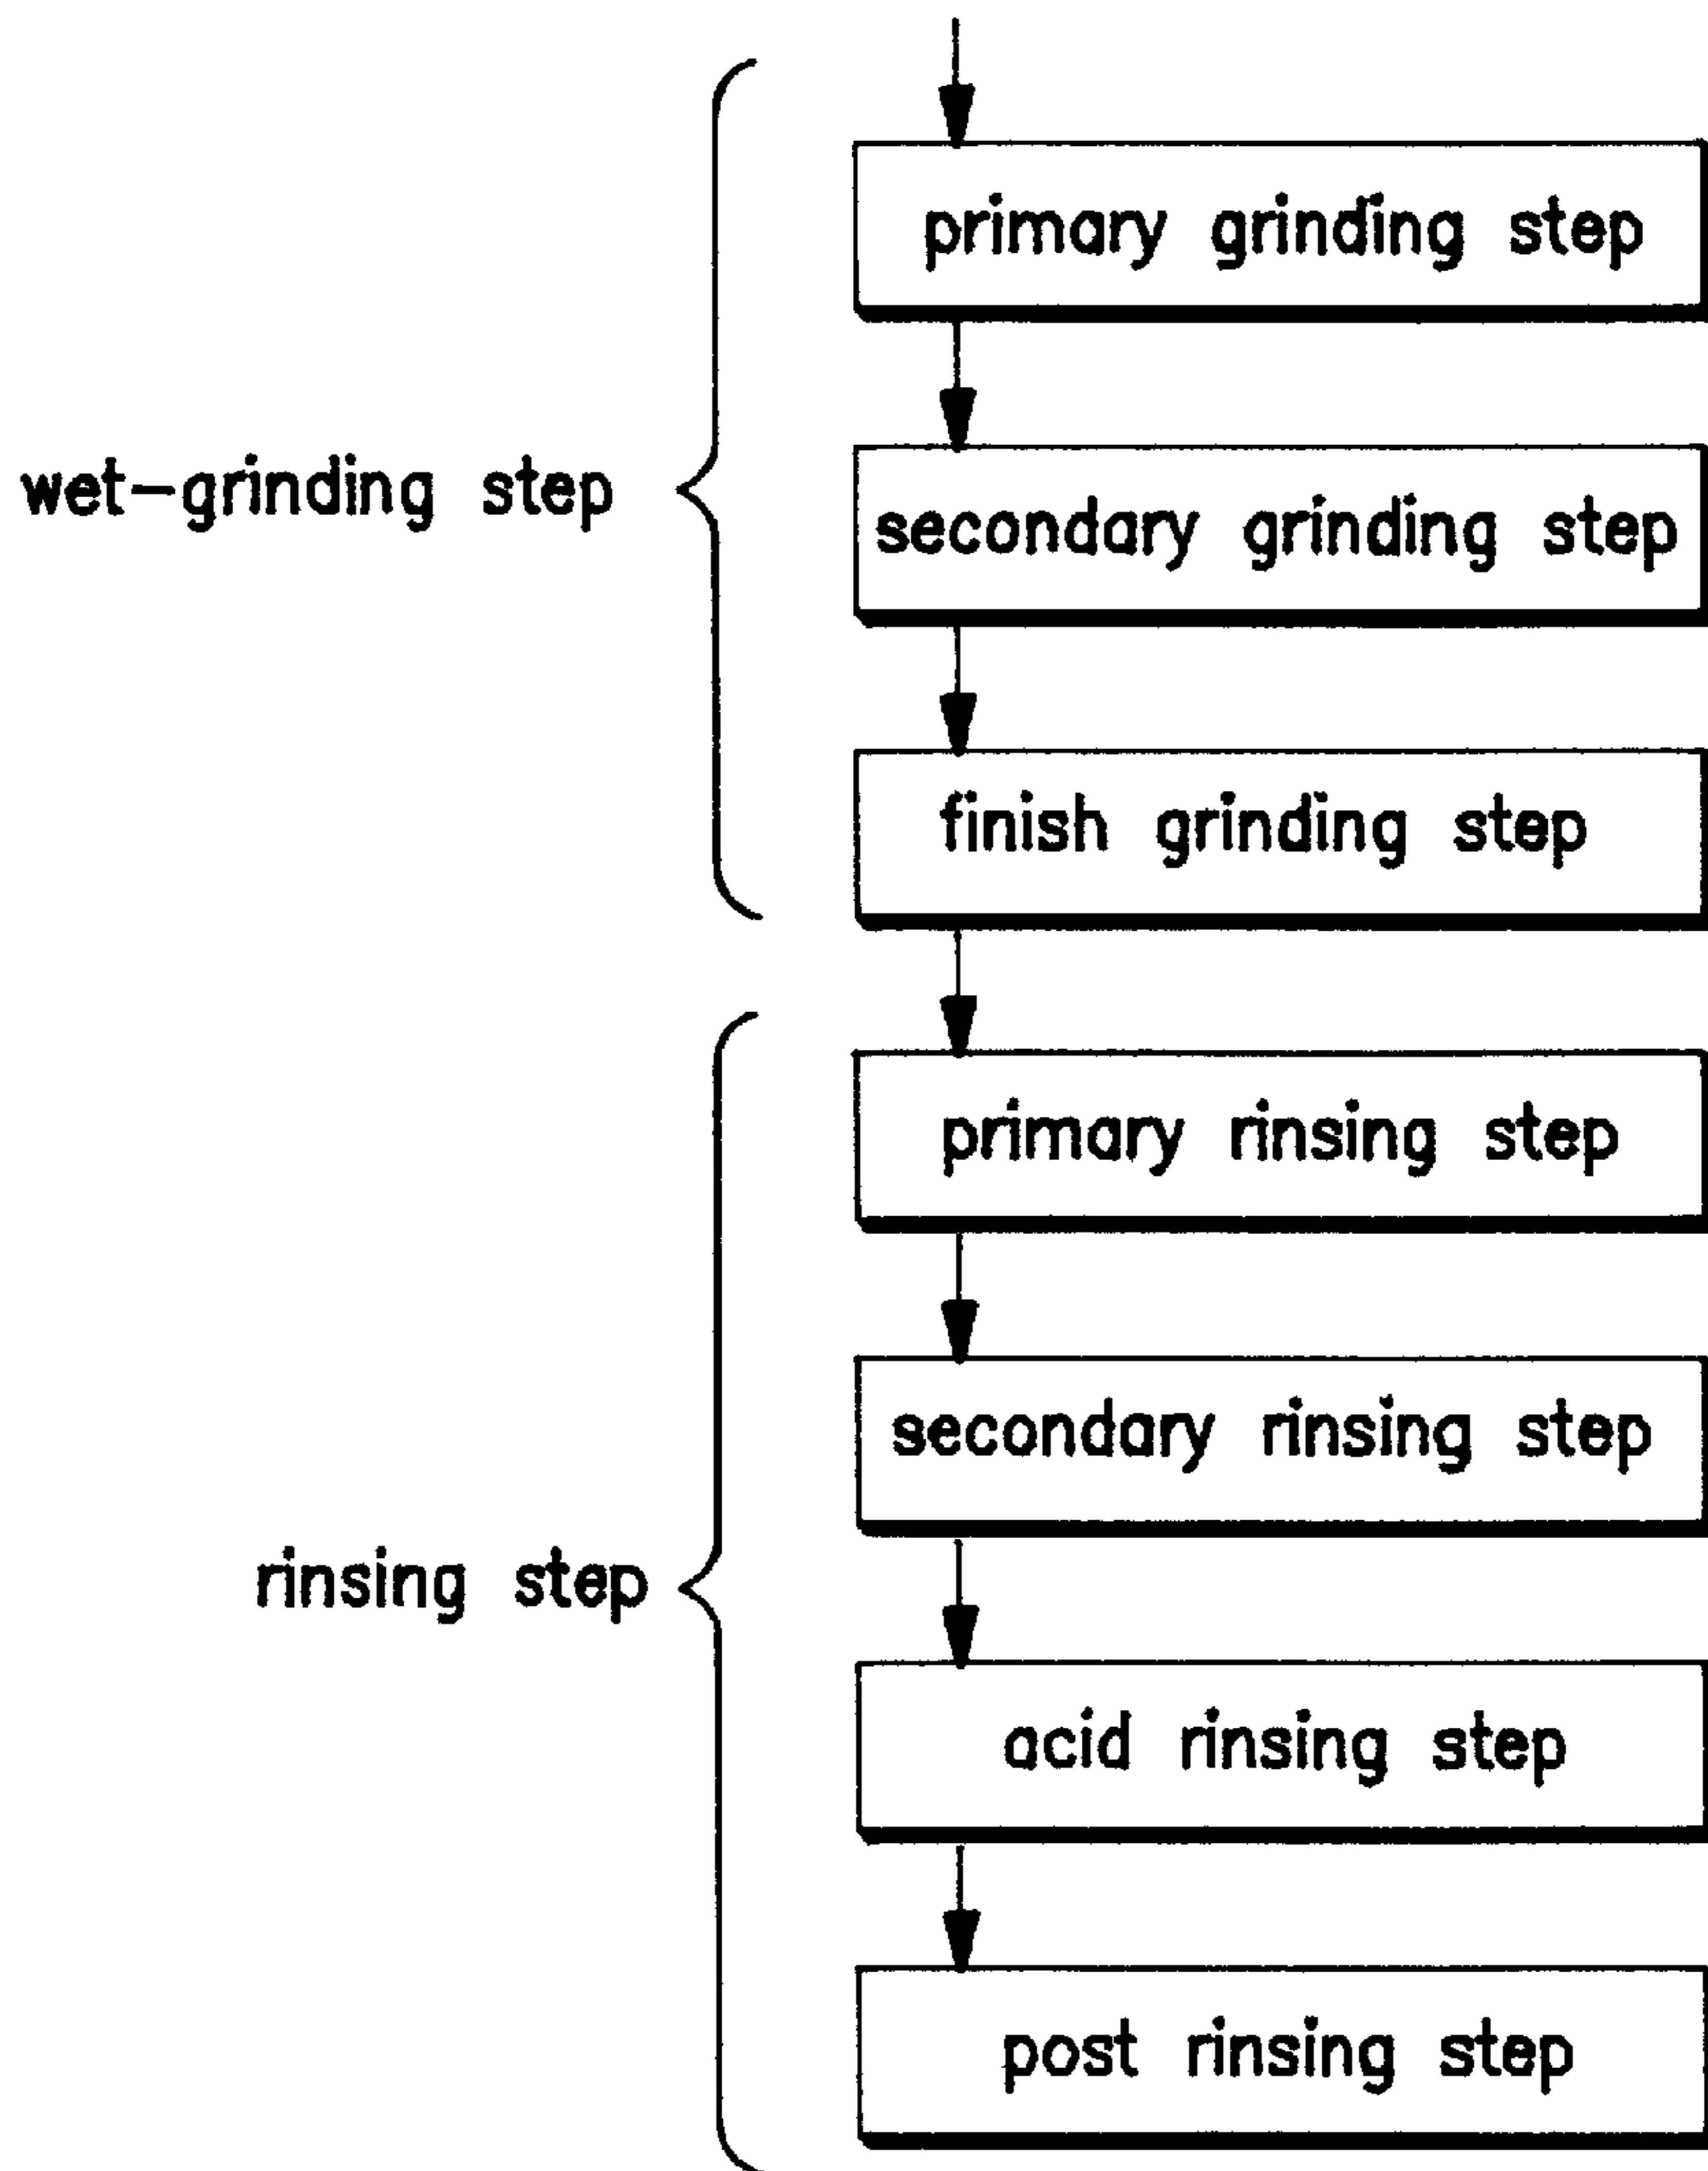 primary grinding step
wet-grinding step
secondary grinding step
finish grinding step
primary rinsing step
secondary rinsing step
rinsing step
acid rinsing step
post rinsing step